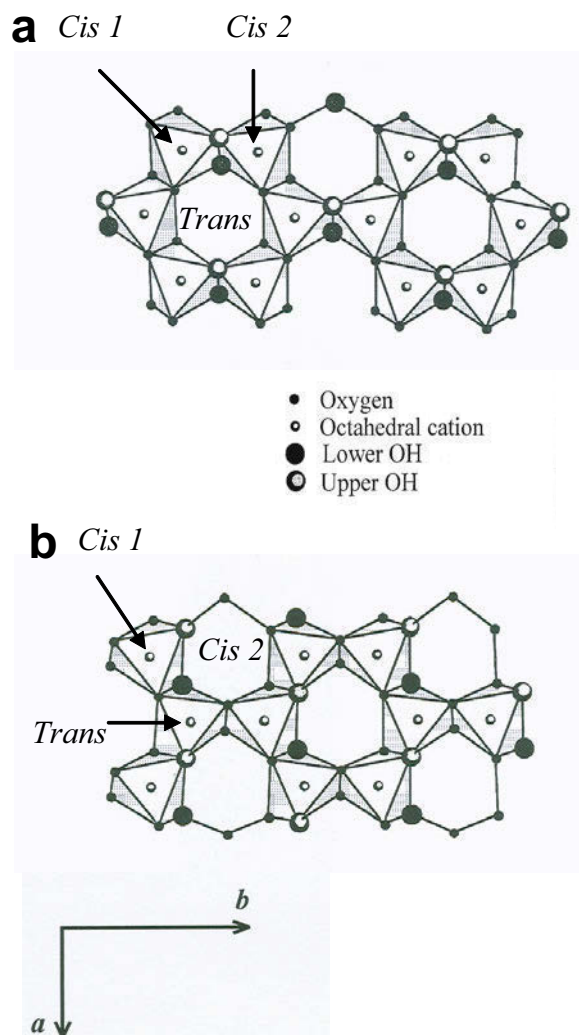 a Cis 1 Cis 2
Trans
Oxygen
Octahedral cation
Lower OH
Upper OH
b Cis 1
Cis 2
Trans
b
a